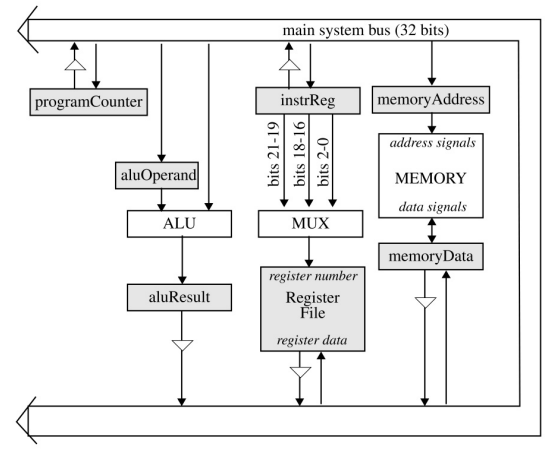 main system bus (32 bits)
programCounter
instrReg
memoryAddress
bits 21-19
bits 18-16
bits 2-0
address signals
MEMORY
data signals
aluOperand
ALU
MUX
memoryData
register number
Register
File
register data
aluResult